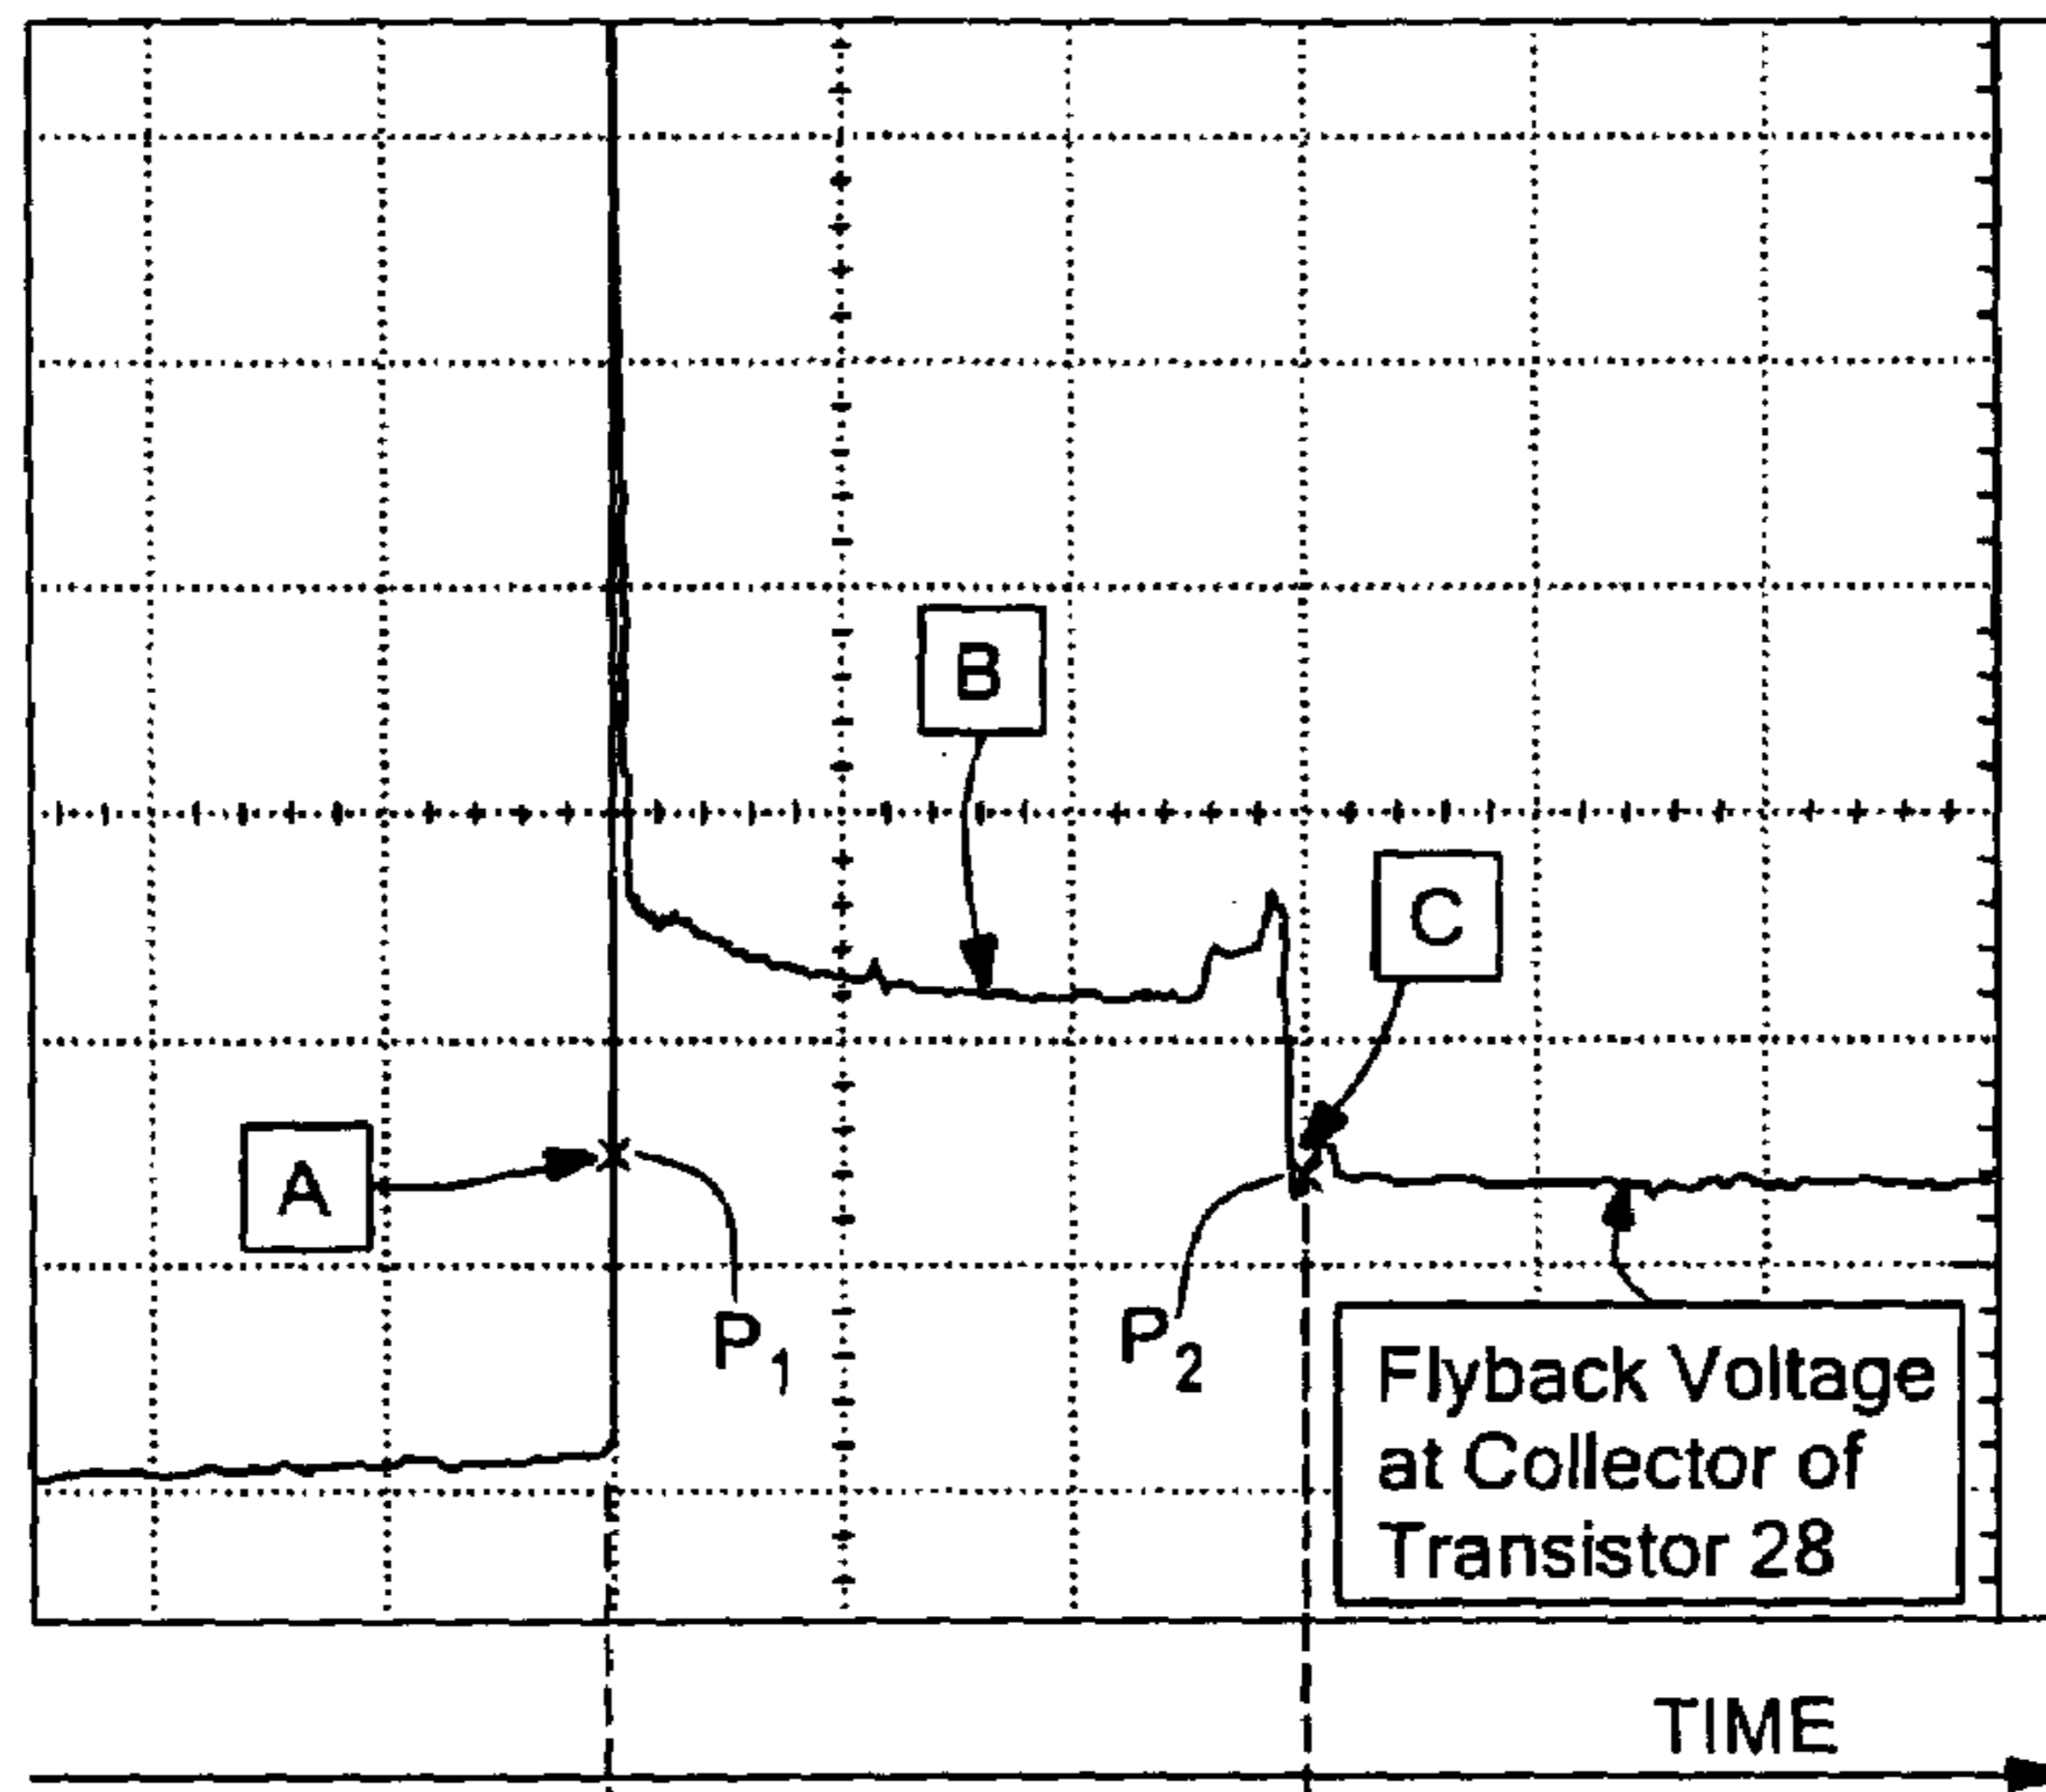 B
C
A
P1
P2
Flyback Voltage
at Collector of
Transistor 28
TIME